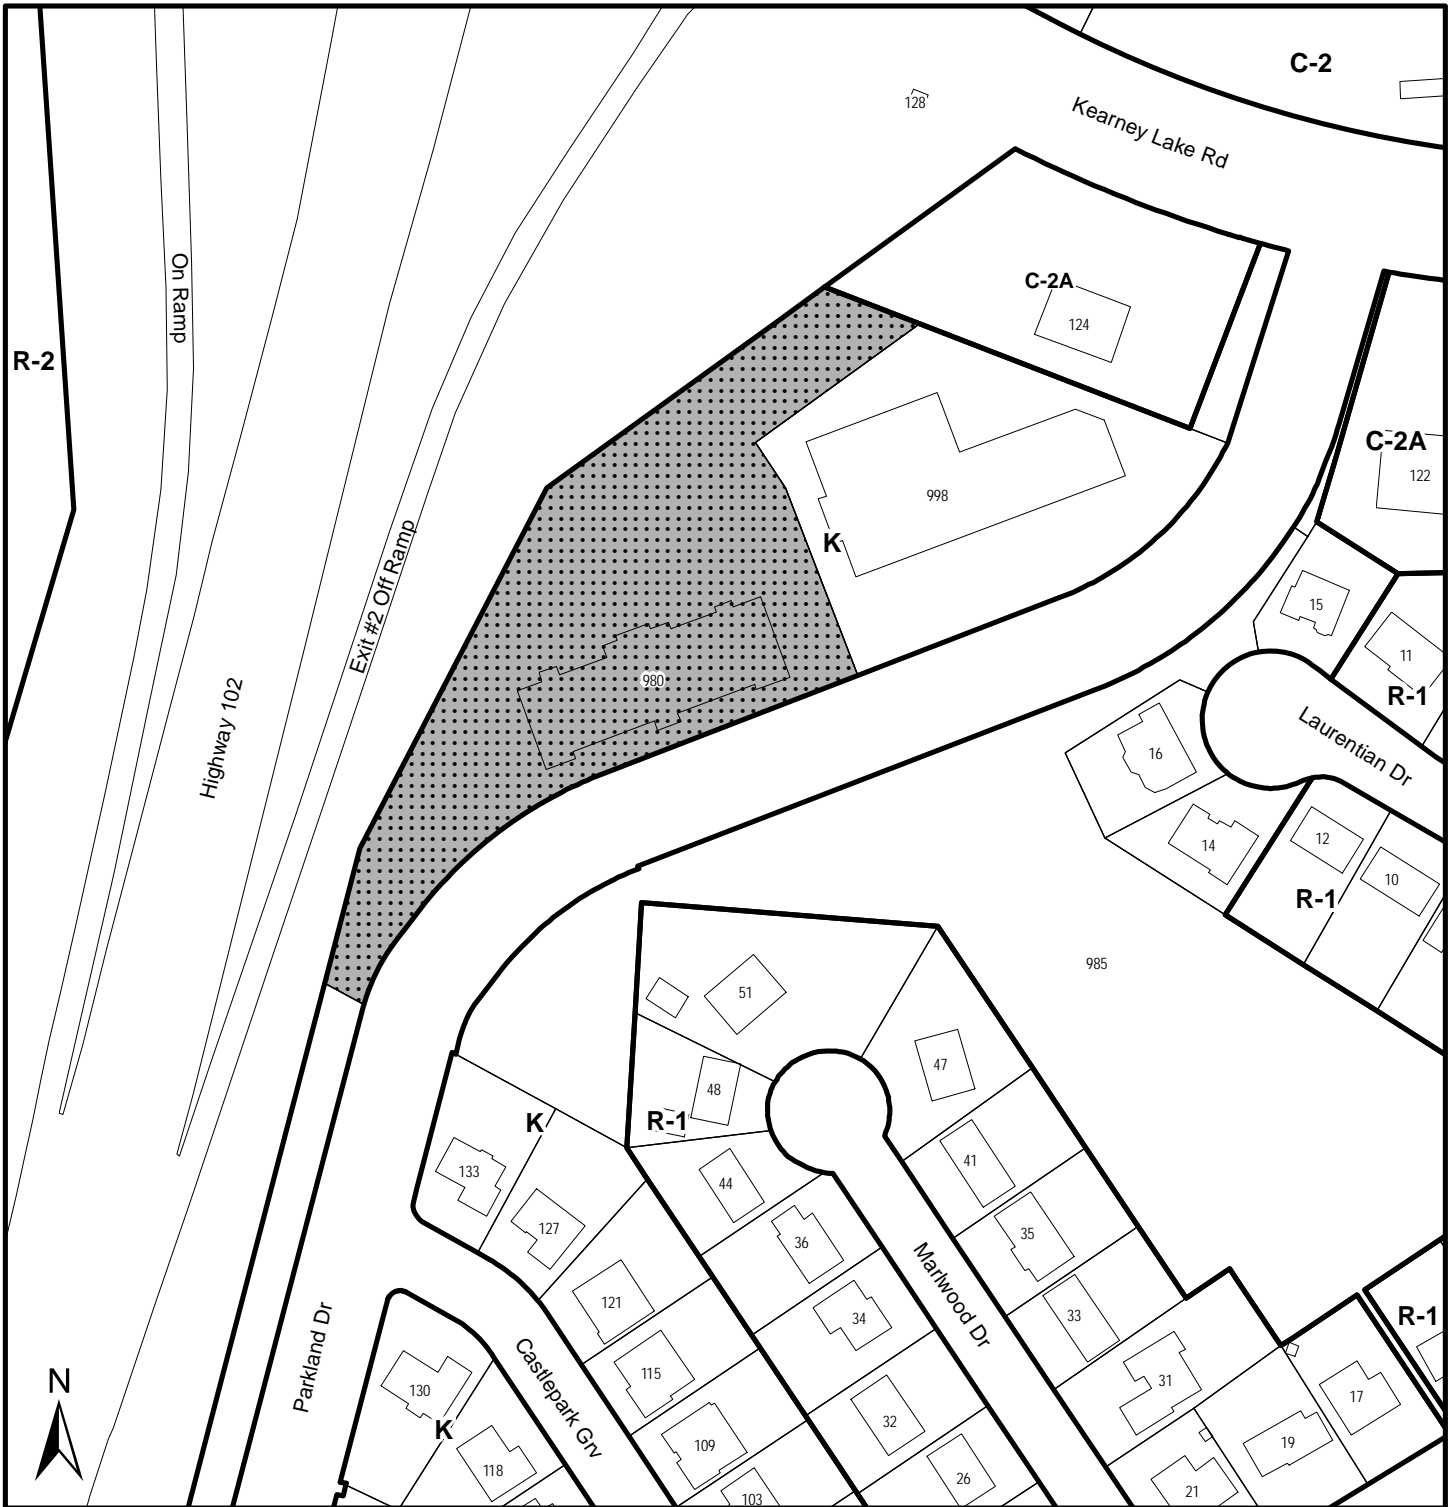 C-2
128
Kearney Lake Rd
On Ramp
C-2A
124
R-2
C-2A
122
998
K
Exit #2 Off Ramp
15
11
980
R-1
Highway 102
Laurentian Dr
16
14
12
10
R-1
985
51
47
48
R-1
K
133
41
44
127
35
36
Marlwood Dr
121
33
34
R-1
Parkland Dr
Castlepark Grv
N
115
31
130
17
32
K
109
19
118
26
21
103